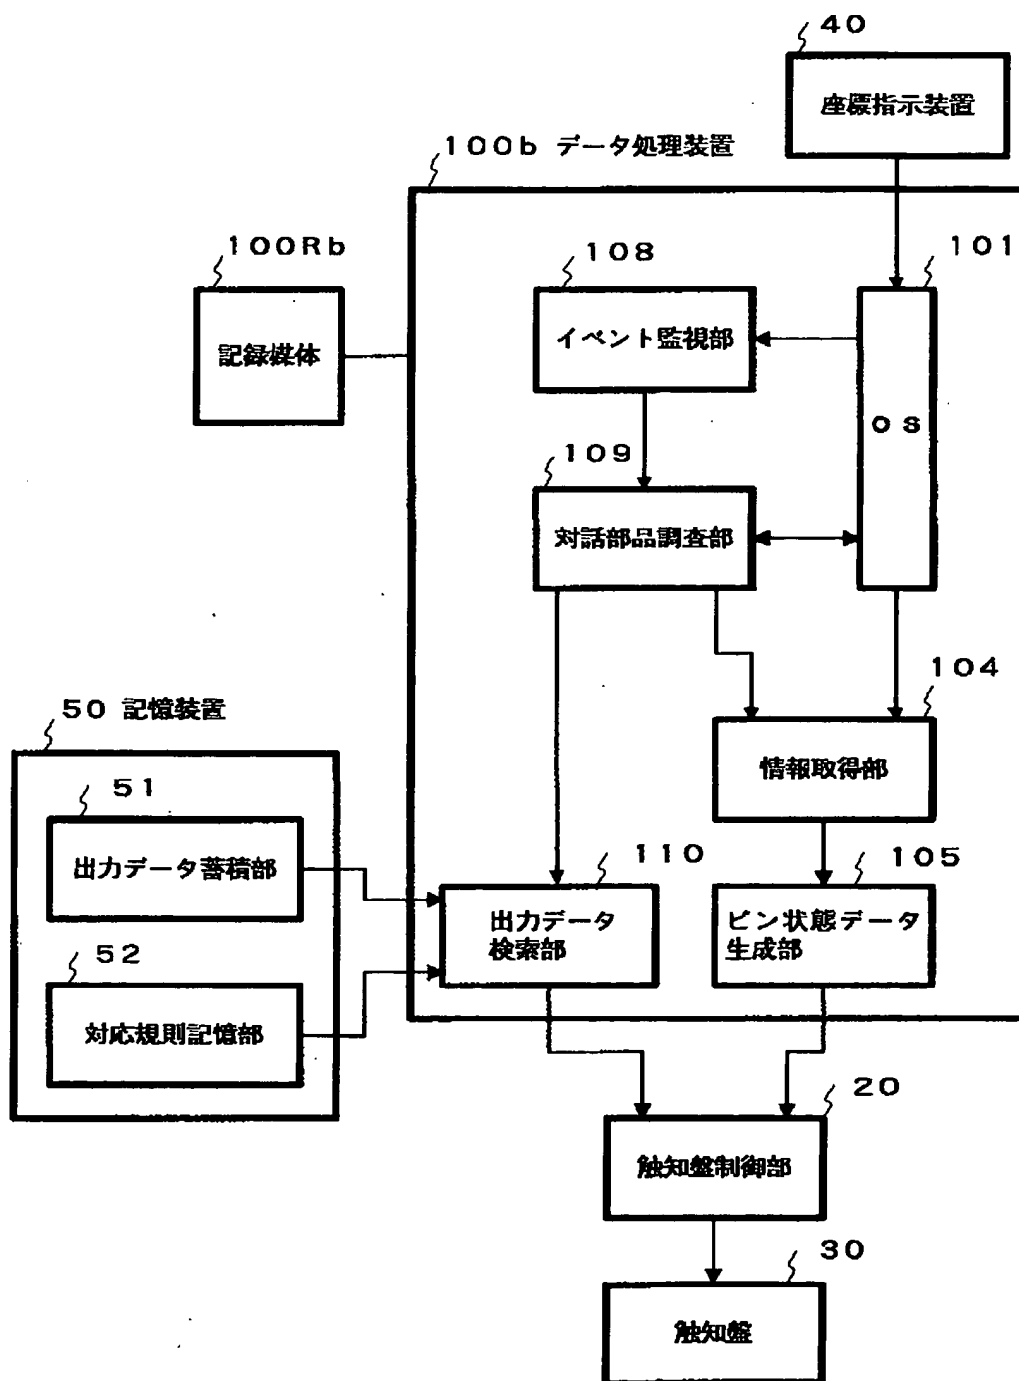 40
座標指示装置
100b データ処理装置
100Rb
108
101
記録媒体
イベント監視部
OS
109
対話部品調査部
104
50 記憶装置
情報取得部
51
出力データ蓄積部
110
105
出力データ
検索部
ピン状態データ
生成部
52
対応規則記憶部
20
触知盤制御部
30
触知盤